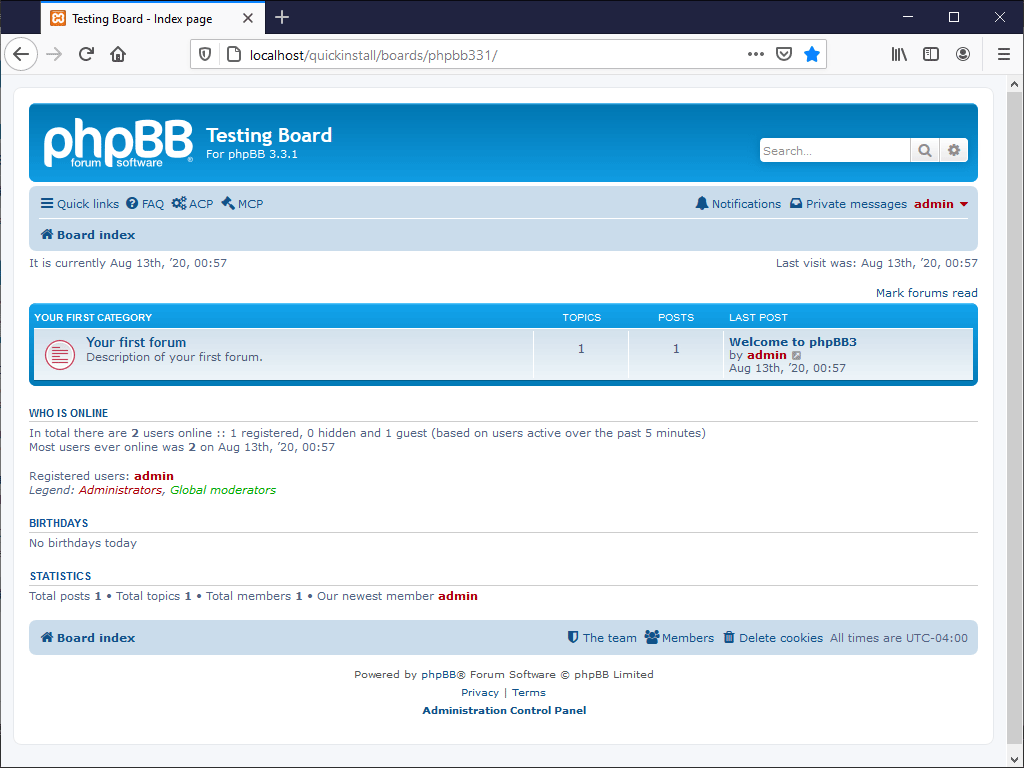 Testing Board - Index page
localhost/quickinstall/boards/phpbb331/
phpBB
forum software
®
Testing Board
For phpBB 3.3.1
Search…
Quick links FAQ ACP MCP
Notifications Private messages admin
Board index
It is currently Aug 13th, ’20, 00:57
Last visit was: Aug 13th, ’20, 00:57
Mark forums read
YOUR FIRST CATEGORY TOPICS POSTS LAST POST
Your first forum
Description of your first forum.
1
1
Welcome to phpBB3
by admin
Aug 13th, ’20, 00:57
WHO IS ONLINE
In total there are 2 users online :: 1 registered, 0 hidden and 1 guest (based on users active over the past 5 minutes)
Most users ever online was 2 on Aug 13th, ’20, 00:57
Registered users: admin
Legend: Administrators, Global moderators
BIRTHDAYS
No birthdays today
STATISTICS
Total posts 1 • Total topics 1 • Total members 1 • Our newest member admin
Board index
The team Members Delete cookies All times are UTC-04:00
Powered by phpBB® Forum Software © phpBB Limited
Privacy | Terms
Administration Control Panel